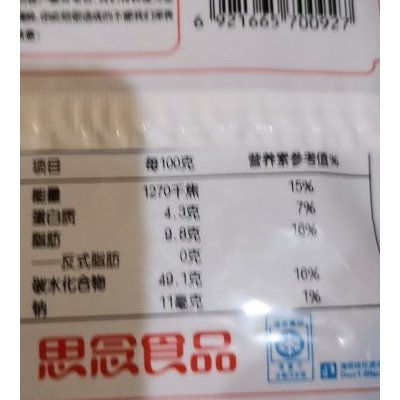 6 921665 700927
项目 每100克 营养素参考值%
能量 1270千焦 15%
蛋白质 4.3克 7%
脂肪 9.8克 16%
——反式脂肪 0克
碳水化合物 49.1克 16%
钠 11毫克 1%
思念食品